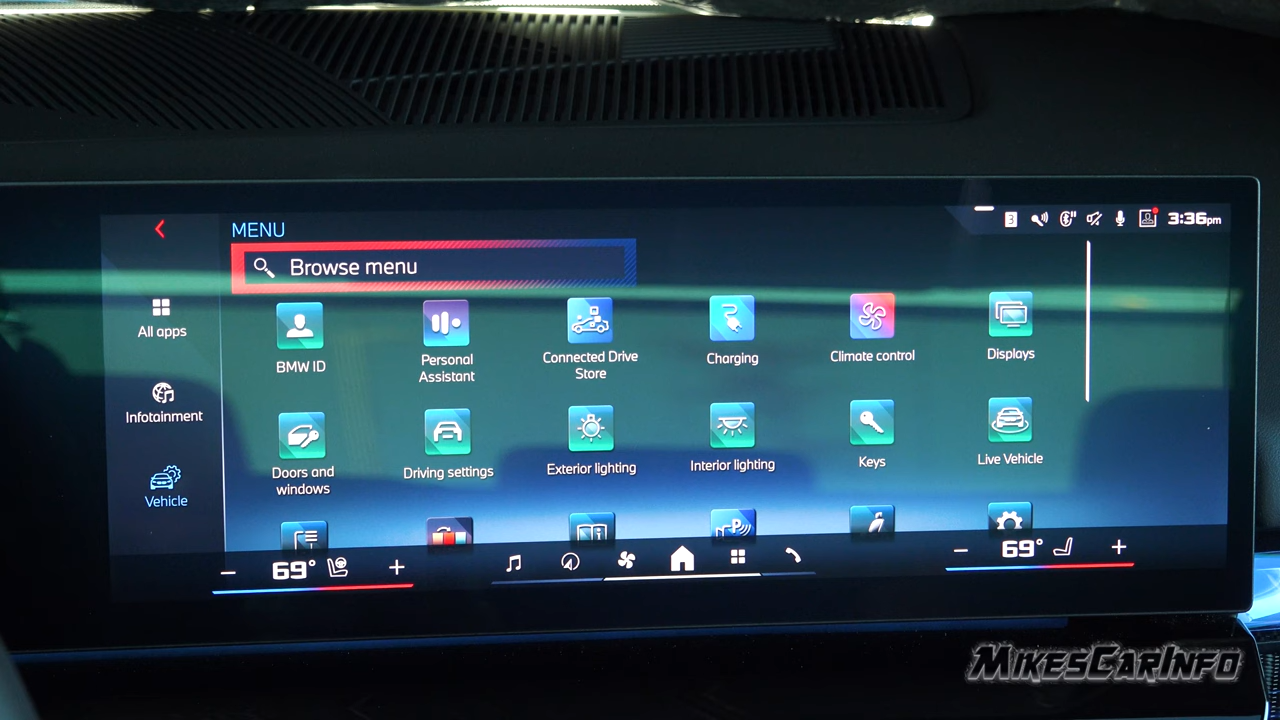 MENU
3
3:36pm
Browse menu
All apps
Infotainment
Vehicle
BMW ID
Personal
Assistant
Connected Drive
Store
Charging
Climate control
Displays
Doors and
windows
Driving settings
Exterior lighting
Interior lighting
Keys
Live Vehicle
P
− 69° +
− 69° +
MikesCarInfo